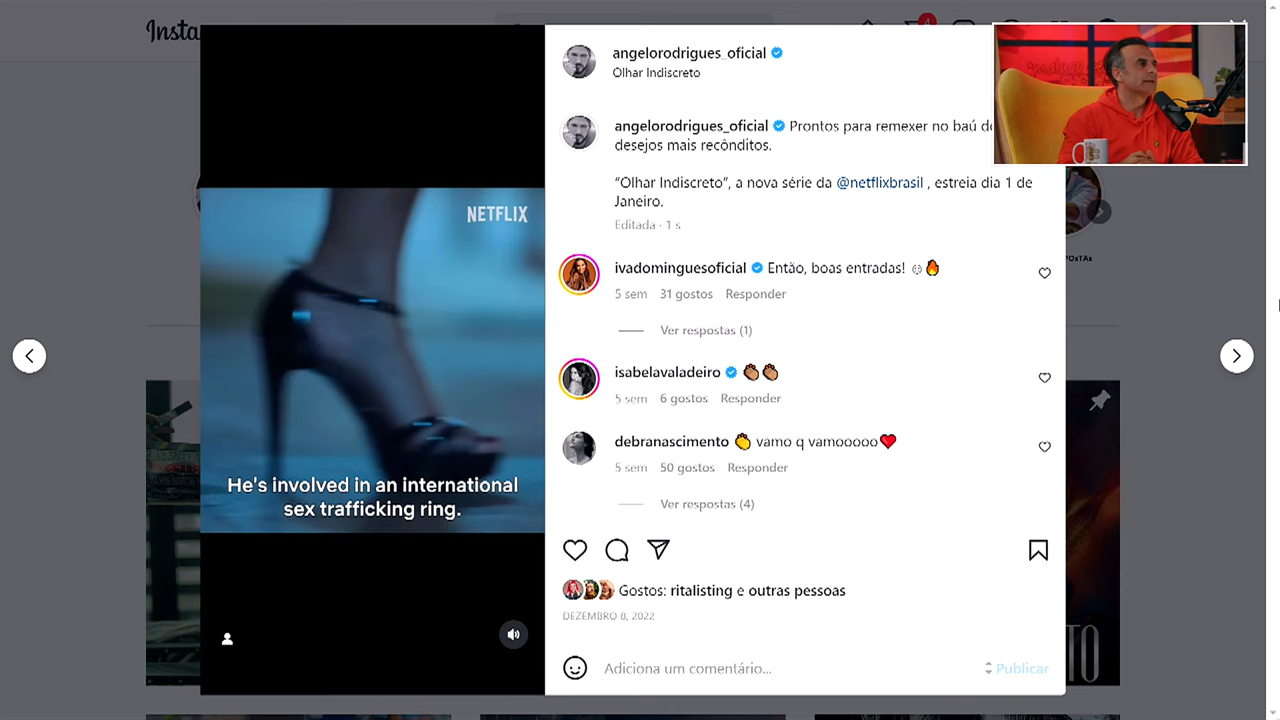 Insta
4
angelorodrigues_oficial
Olhar Indiscreto
angelorodrigues_oficial Prontos para remexer no baú
desejos mais recônditos.
"Olhar Indiscreto", a nova série da @netflixbrasil , estreia dia 1 de
Janeiro.
Editada · 1 s
NETFLIX
ivadominguesoficial Então, boas entradas! 🔥
5 sem 31 gostos Responder
Ver respostas (1)
isabelavaladeiro 👏🏽👏🏽
5 sem 6 gostos Responder
debranascimento 👏 vamo q vamooooo❤️
5 sem 50 gostos Responder
Ver respostas (4)
He's involved in an international
sex trafficking ring.
Gostos: ritalisting e outras pessoas
DEZEMBRO 8, 2022
Adiciona um comentário...
Publicar